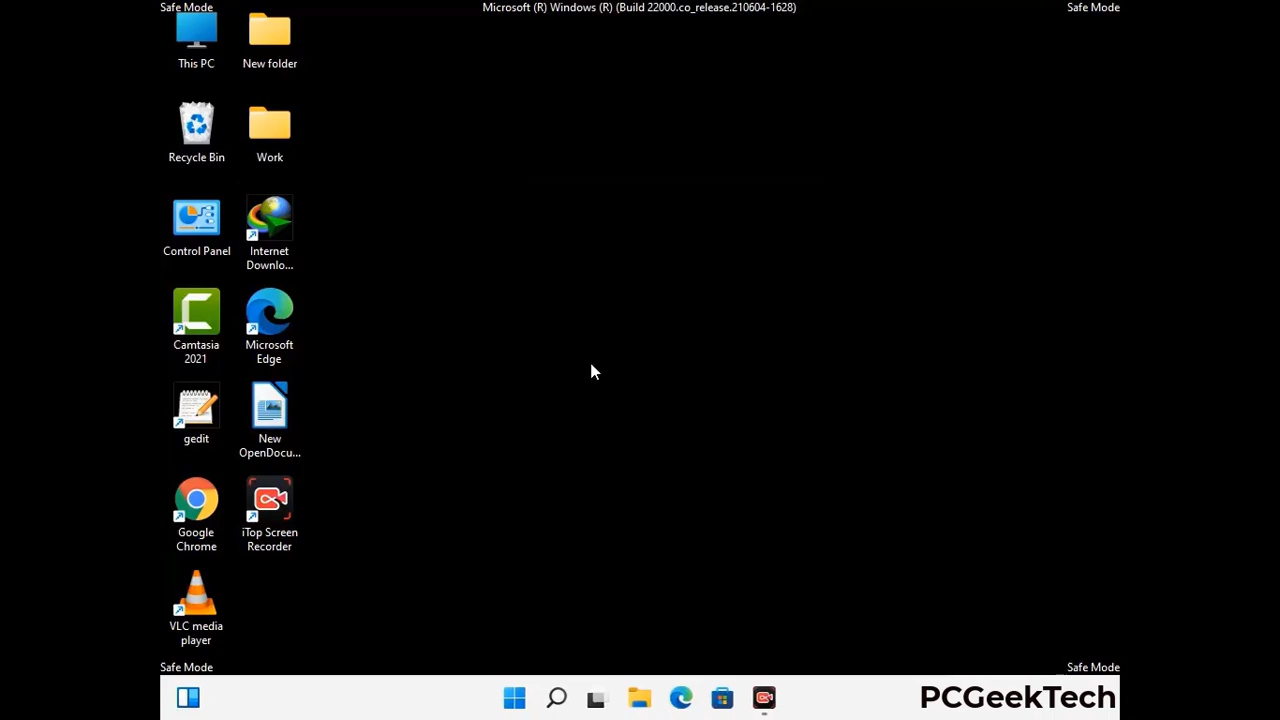 Safe Mode
Microsoft (R) Windows (R) (Build 22000.co_release.210604-1628)
Safe Mode
This PC
New folder
Recycle Bin
Work
Control Panel
Internet
Downlo...
Camtasia
2021
Microsoft
Edge
gedit
New
OpenDocu...
Google
Chrome
iTop Screen
Recorder
VLC media
player
Safe Mode
Safe Mode
PCGeekTech